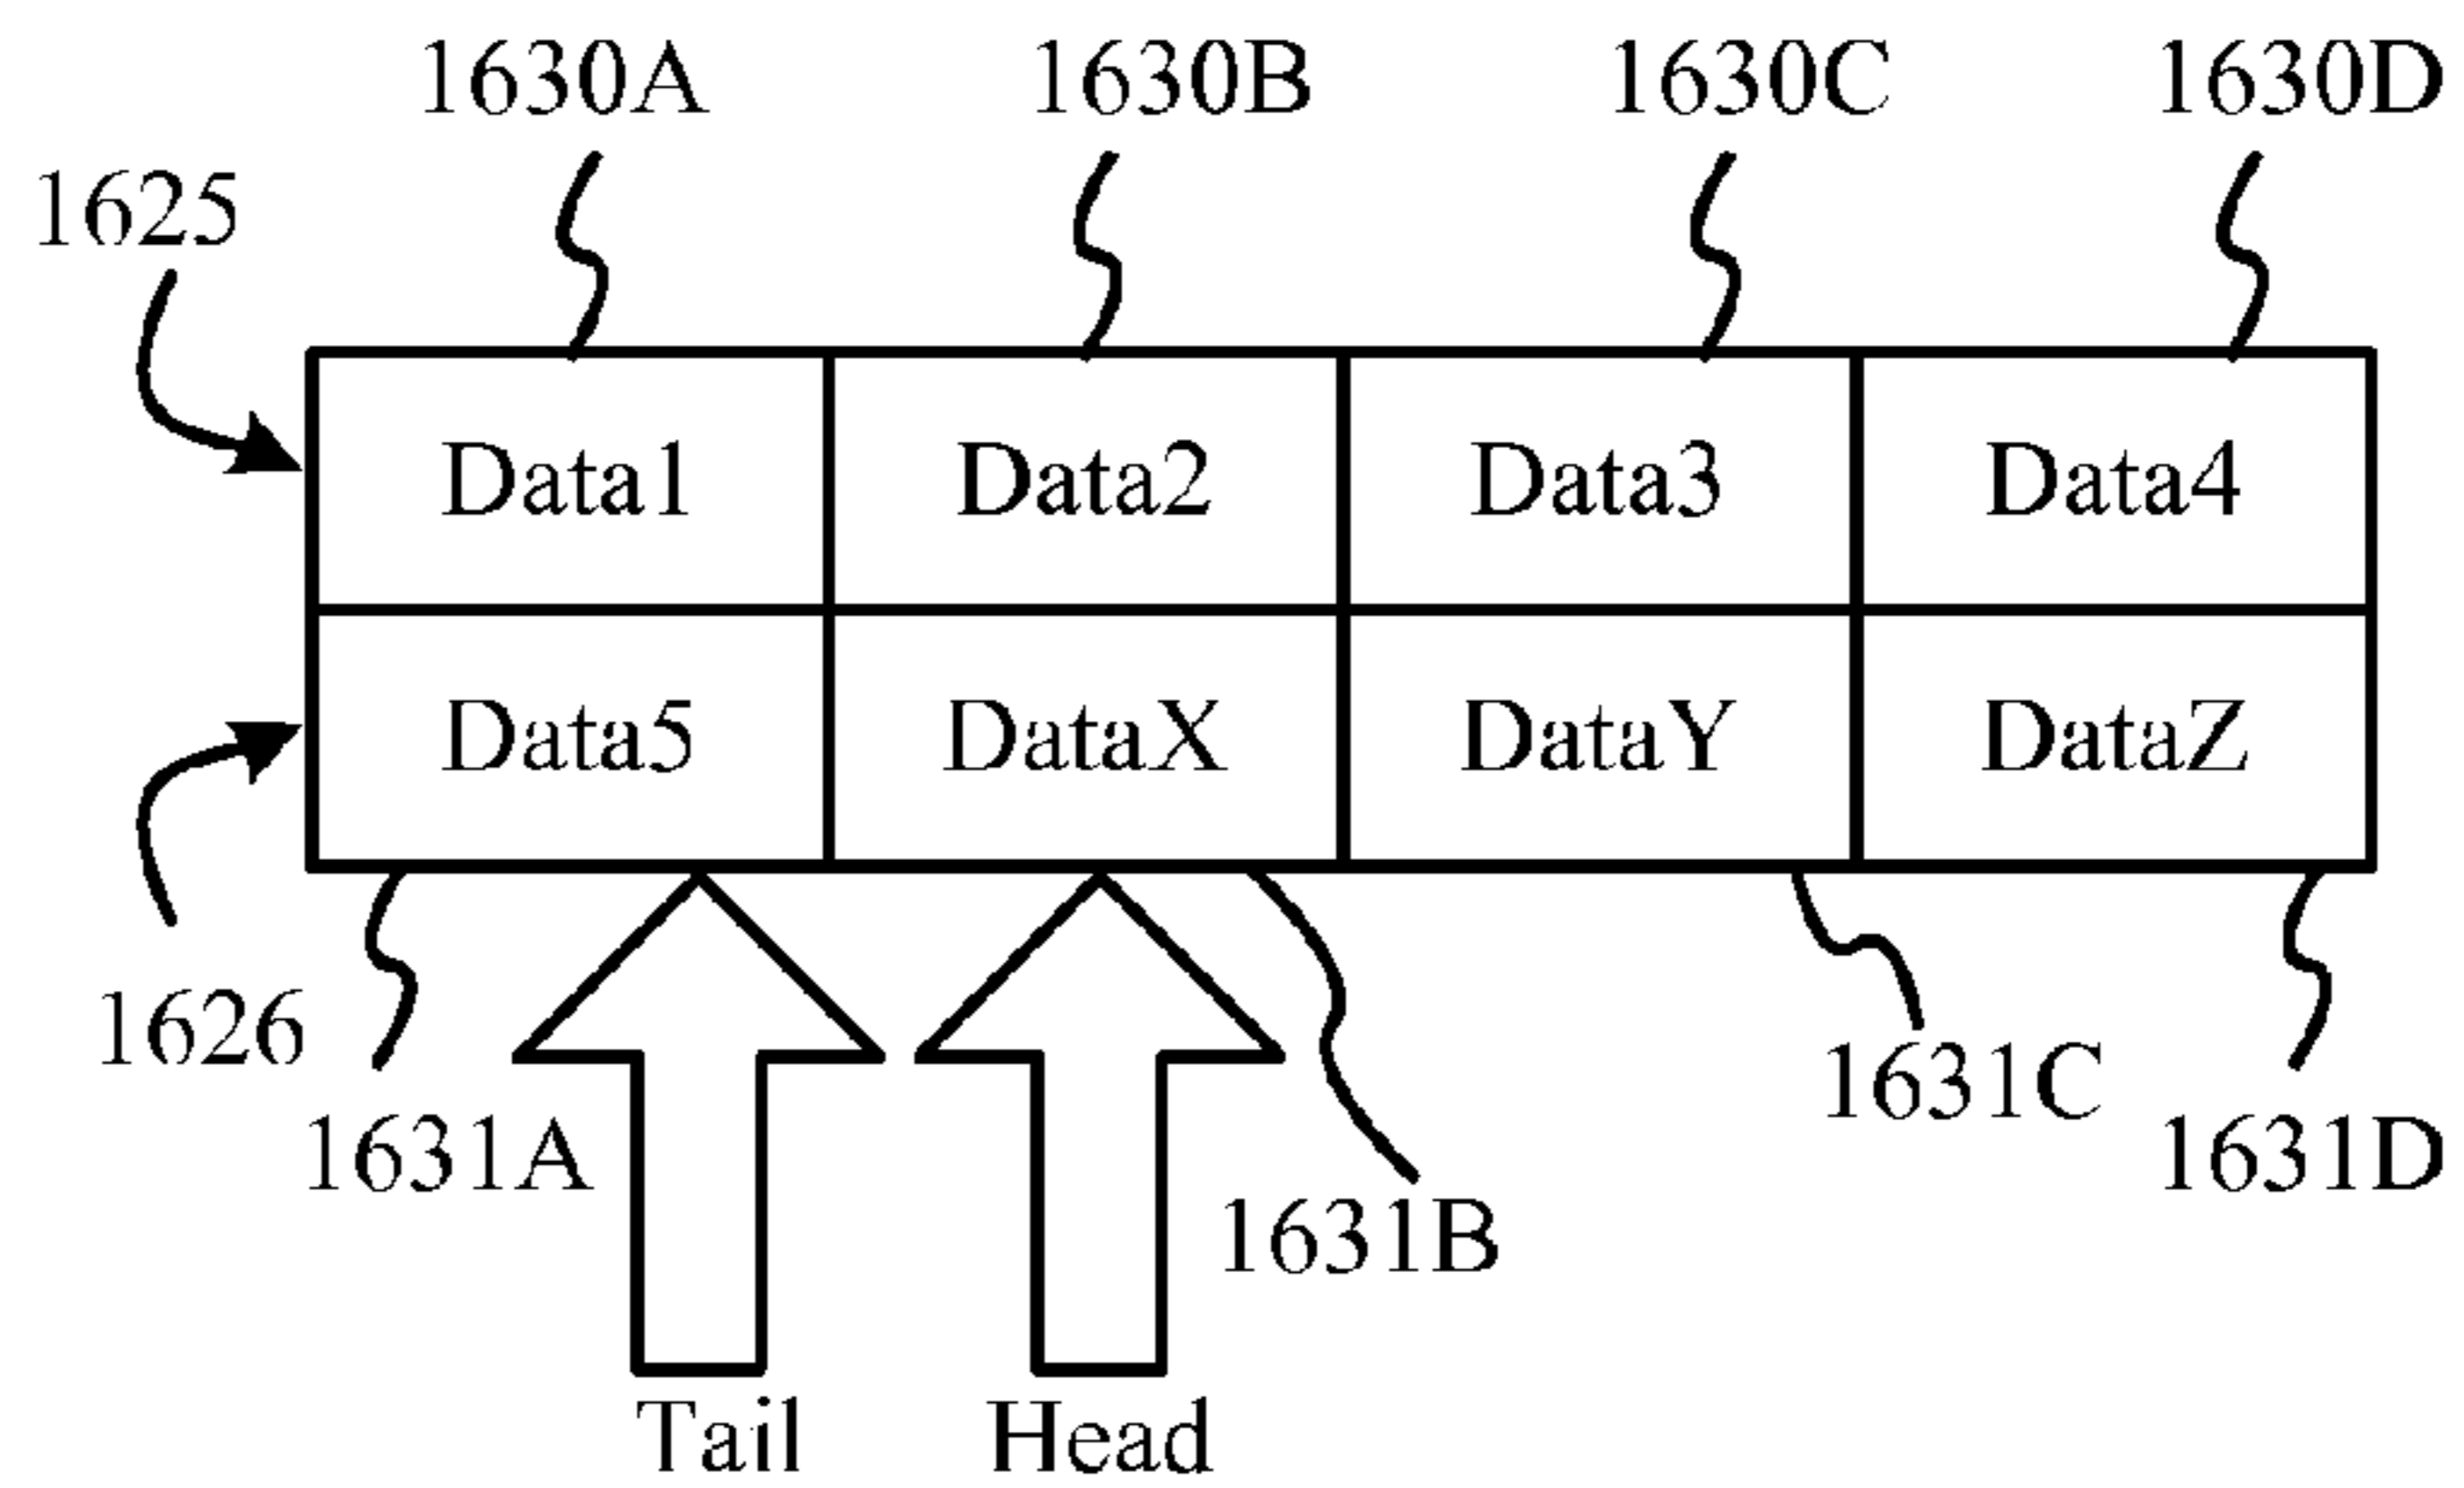 1630A 1630B 1630C 1630D
1625
Data1 Data2 Data3 Data4
Data5 DataX DataY DataZ
1626
1631A 1631B 1631C 1631D
Tail Head